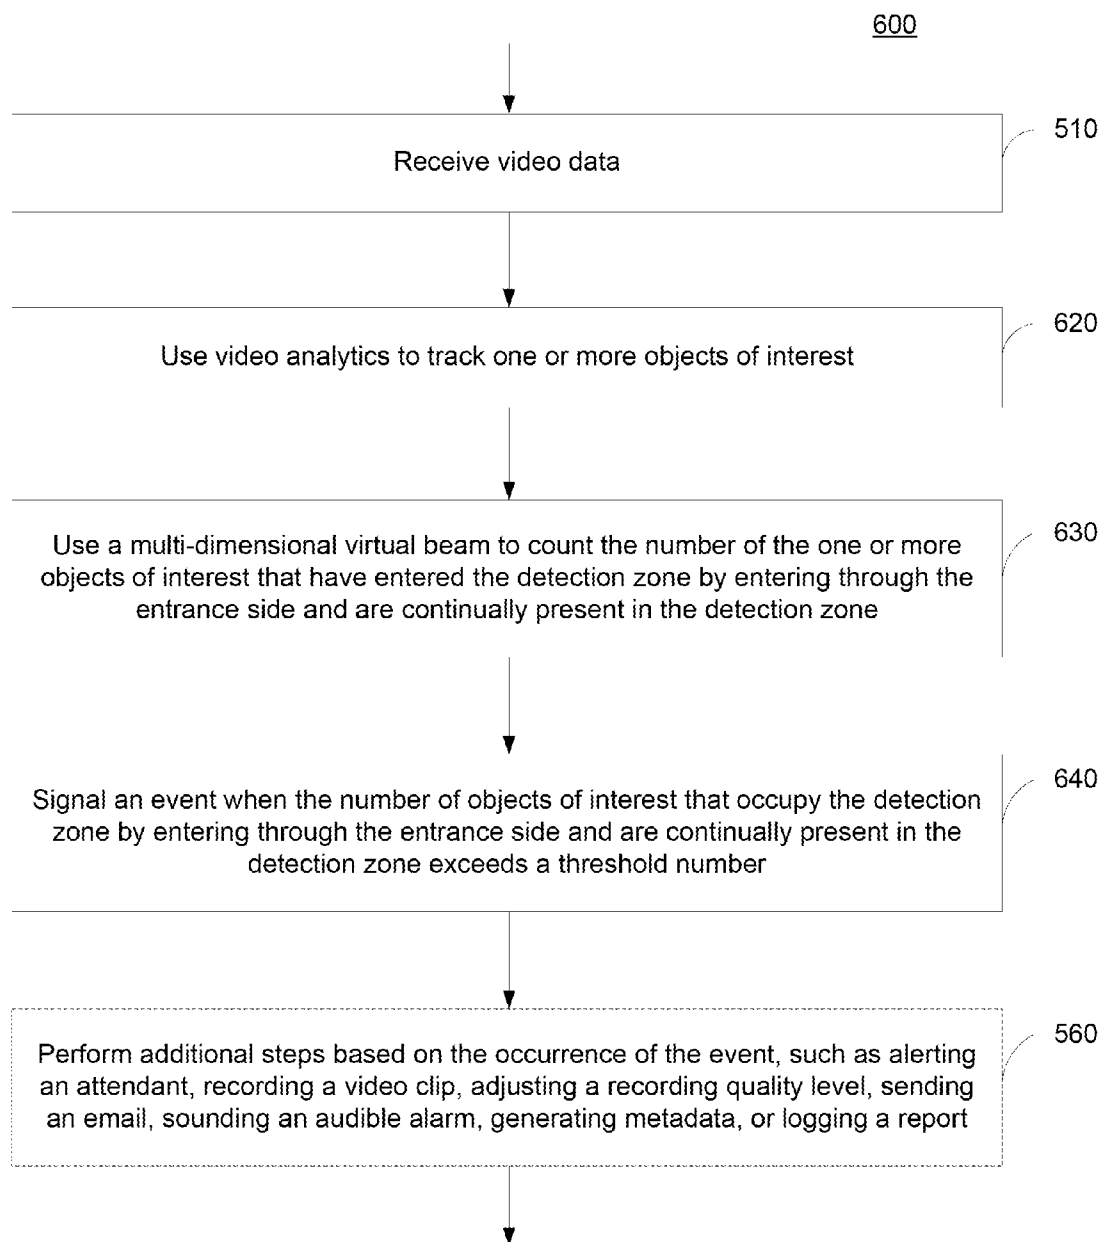 600
510
Receive video data
620
Use video analytics to track one or more objects of interest
630
Use a multi-dimensional virtual beam to count the number of the one or more
objects of interest that have entered the detection zone by entering through the
entrance side and are continually present in the detection zone
640
Signal an event when the number of objects of interest that occupy the detection
zone by entering through the entrance side and are continually present in the
detection zone exceeds a threshold number
560
Perform additional steps based on the occurrence of the event, such as alerting
an attendant, recording a video clip, adjusting a recording quality level, sending
an email, sounding an audible alarm, generating metadata, or logging a report